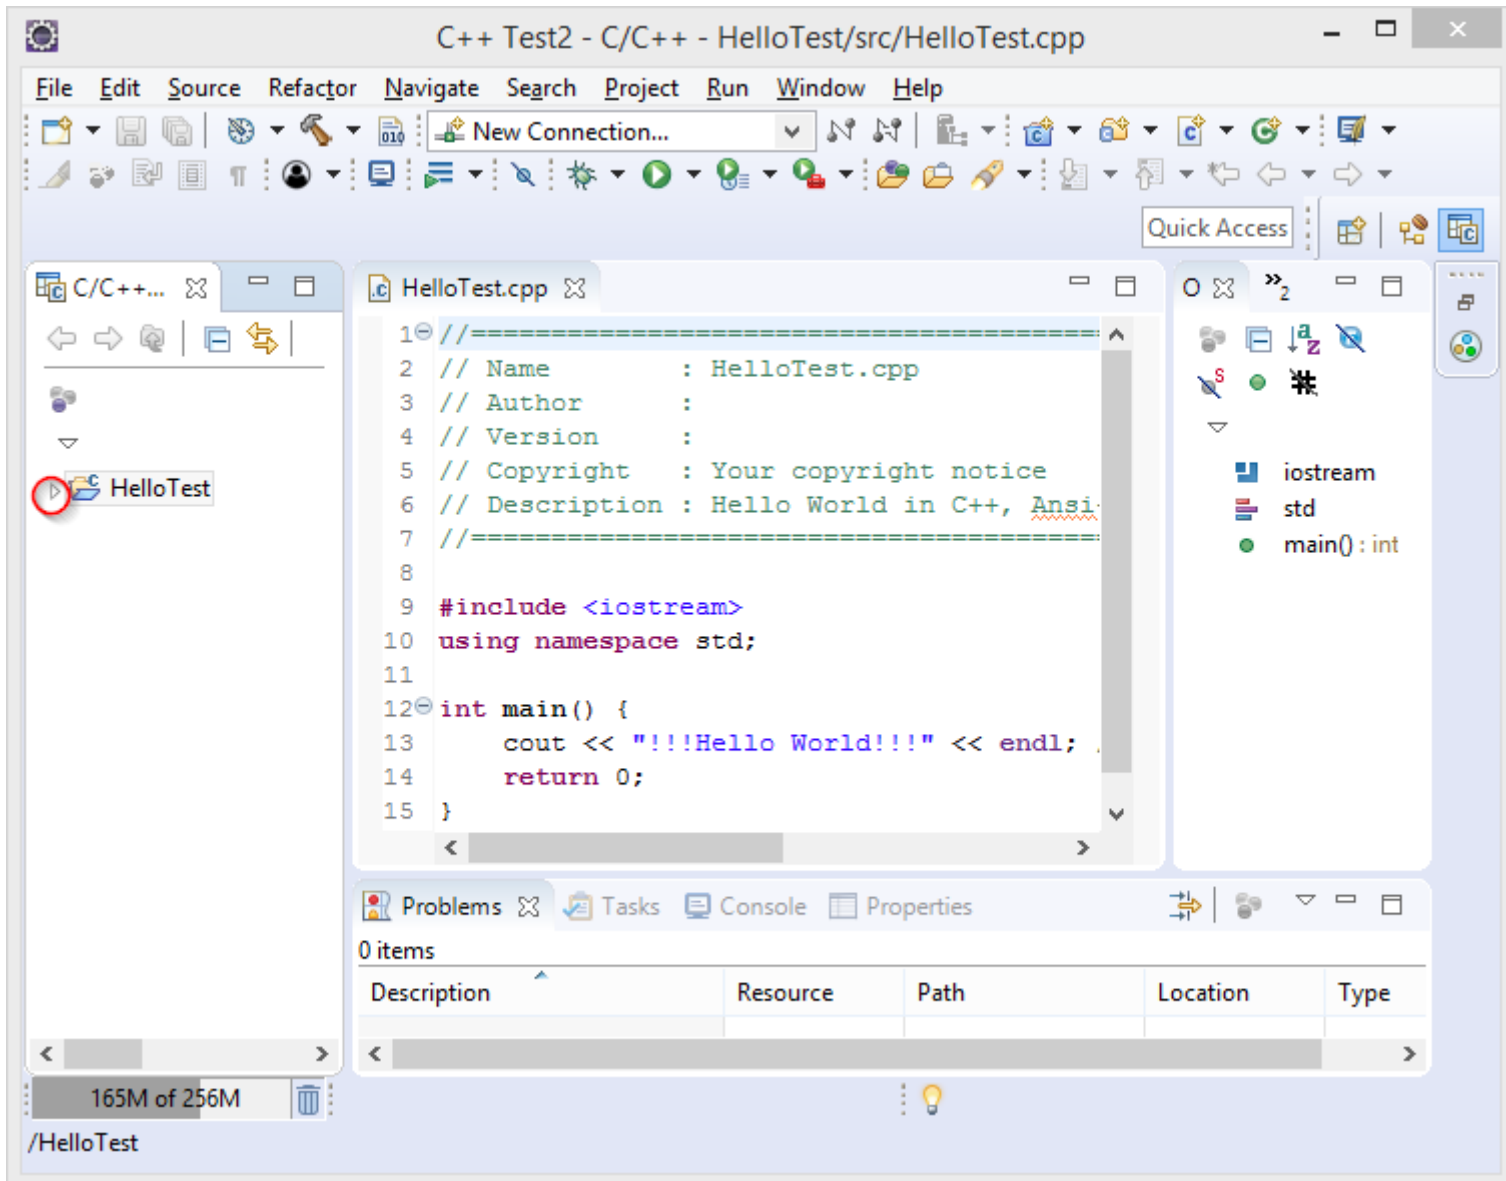 C++ Test2 - C/C++ - HelloTest/src/HelloTest.cpp
File Edit Source Refactor Navigate Search Project Run Window Help
010 New Connection...
Quick Access
C/C++...
HelloTest.cpp
O »2
1 //========================================
2 // Name        : HelloTest.cpp
3 // Author      :
4 // Version     :
5 // Copyright   : Your copyright notice
6 // Description : Hello World in C++, Ansi-
7 //========================================
8
9 #include <iostream>
10 using namespace std;
11
12 int main() {
13     cout << "!!!Hello World!!!" << endl;
14     return 0;
15 }
HelloTest
iostream
std
main() : int
Problems Tasks Console Properties
0 items
Description Resource Path Location Type
165M of 256M
/HelloTest